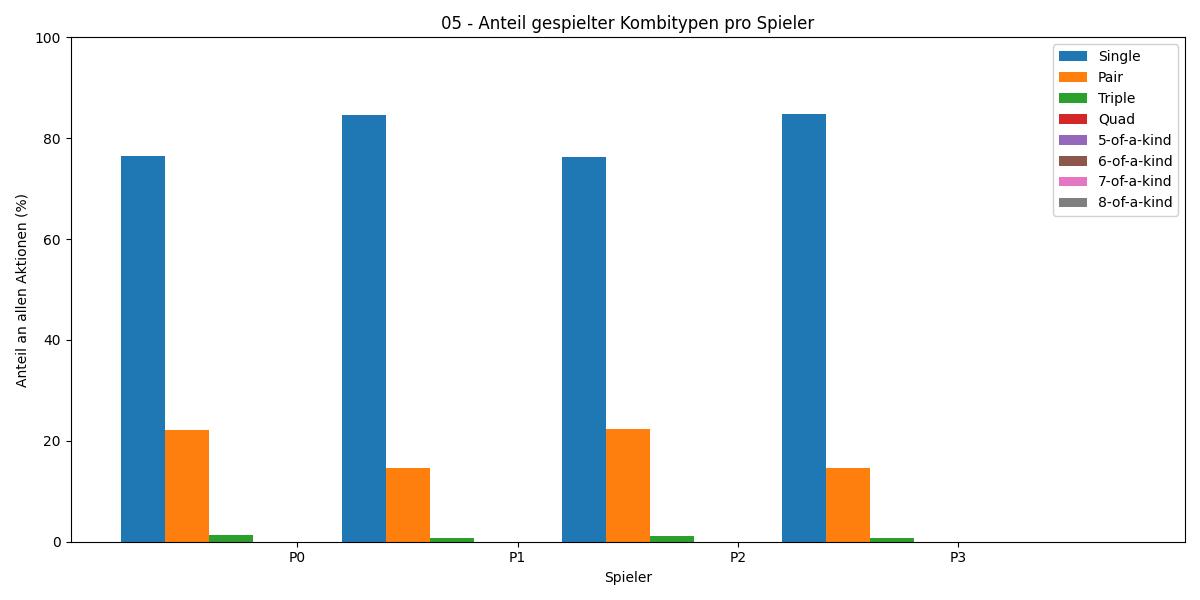 05 - Anteil gespielter Kombitypen pro Spieler
Anteil an allen Aktionen (%)
100
80
60
40
20
0
Single
Pair
Triple
Quad
5-of-a-kind
6-of-a-kind
7-of-a-kind
8-of-a-kind
P0 P1 P2 P3
Spieler